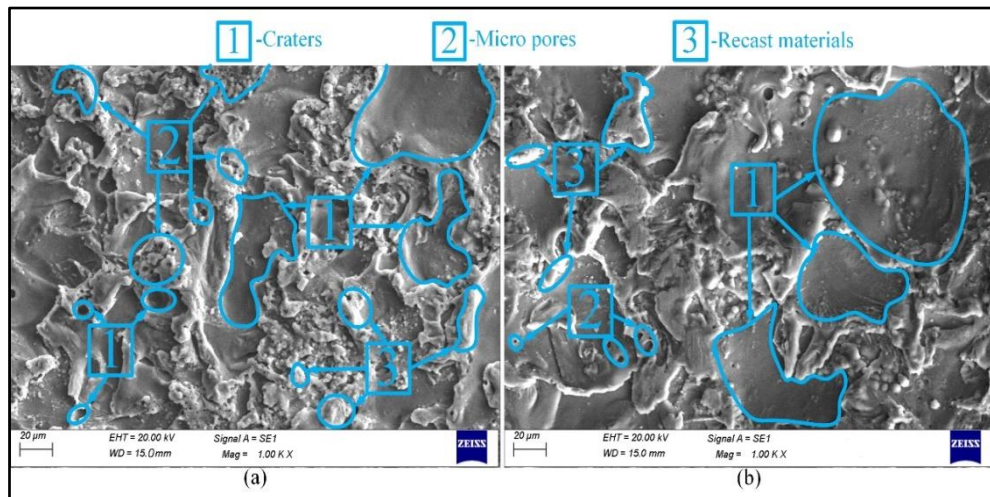 1 -Craters 2 -Micro pores 3 -Recast materials
2
1
1
3
20 µm EHT = 20.00 kV Signal A = SE1 ZEISS
WD = 15.0 mm Mag = 1.00 K X
(a)
3
1
2
20 µm EHT = 20.00 kV Signal A = SE1 ZEISS
WD = 15.0 mm Mag = 1.00 K X
(b)